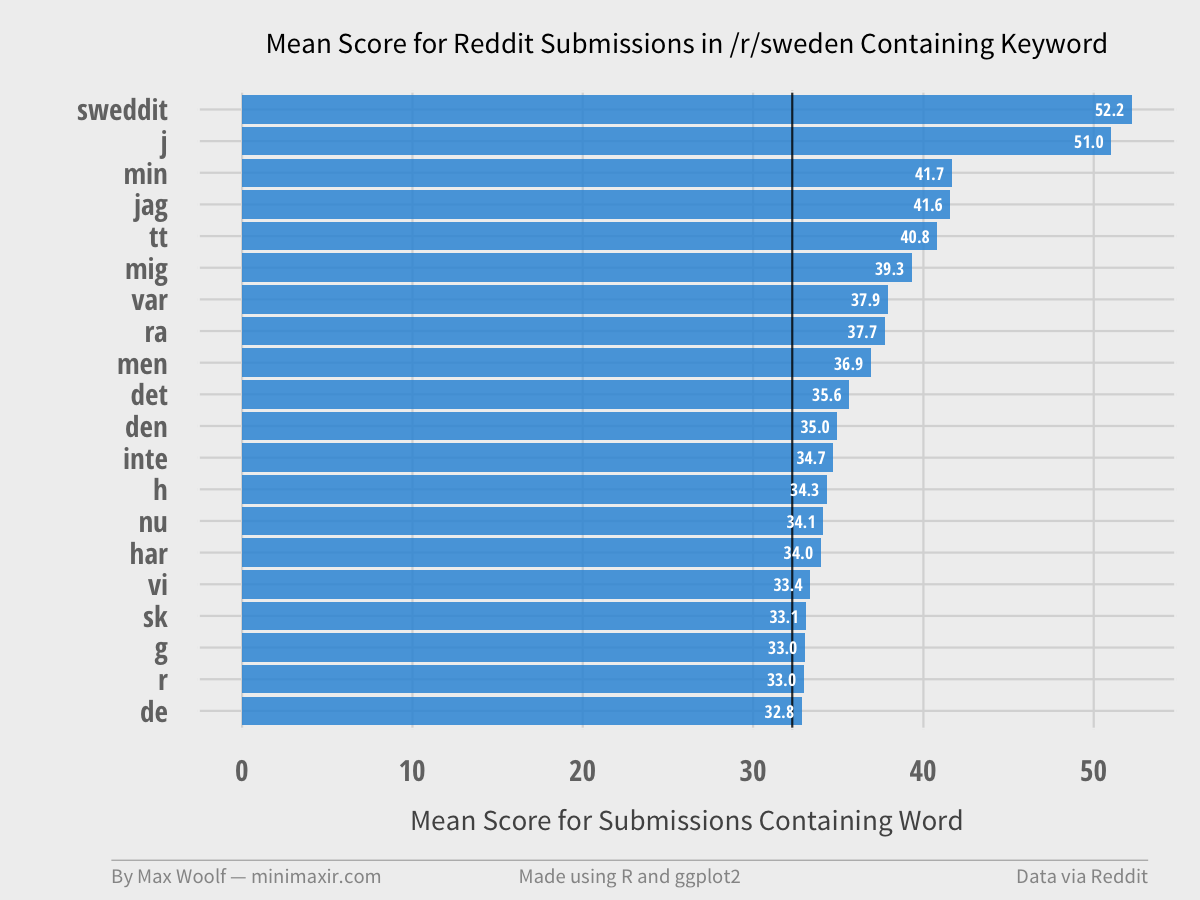 Mean Score for Reddit Submissions in /r/sweden Containing Keyword
sweddit 52.2
j 51.0
min 41.7
jag 41.6
tt 40.8
mig 39.3
var 37.9
ra 37.7
men 36.9
det 35.6
den 35.0
inte 34.7
h 34.3
nu 34.1
har 34.0
vi 33.4
sk 33.1
g 33.0
r 33.0
de 32.8
0 10 20 30 40 50
Mean Score for Submissions Containing Word
By Max Woolf — minimaxir.com Made using R and ggplot2 Data via Reddit